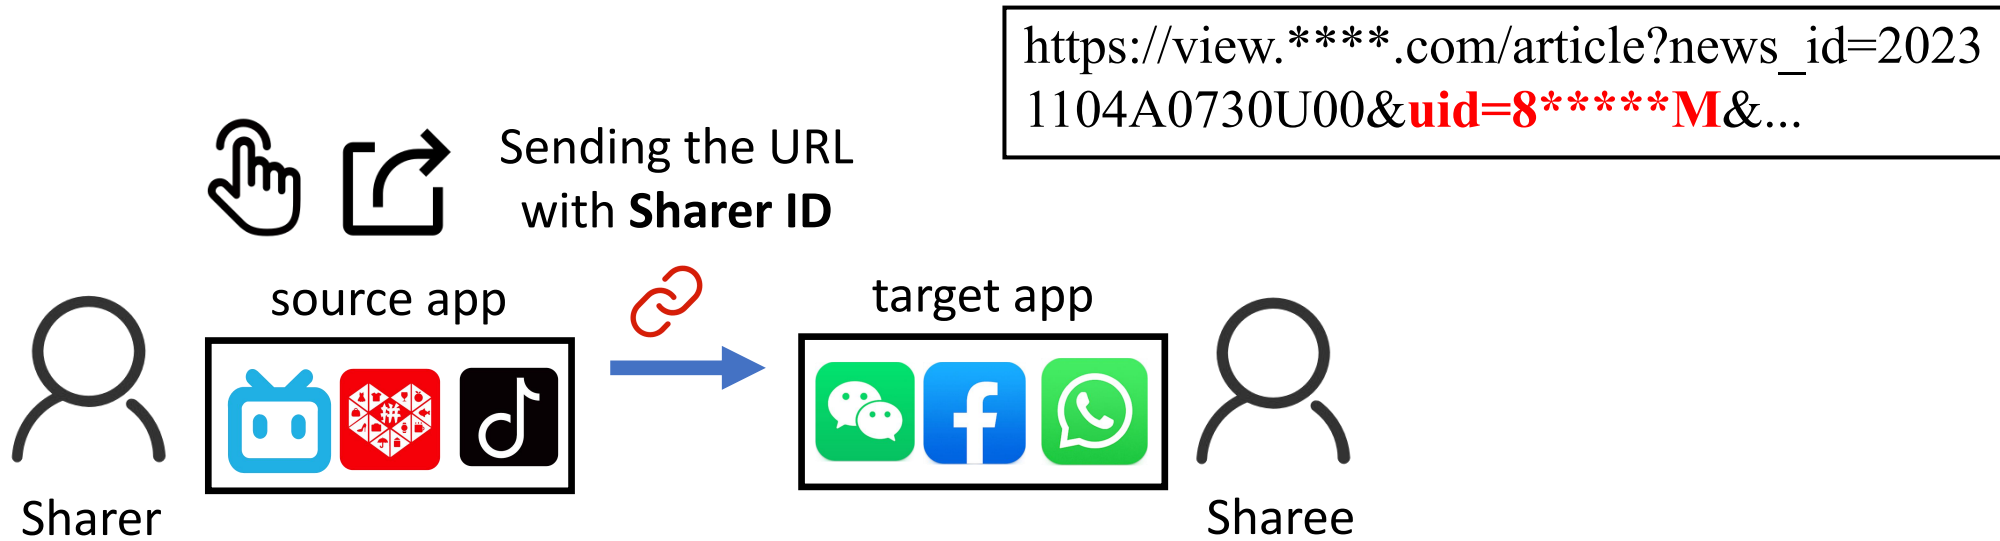 https://view.****.com/article?news_id=2023
1104A0730U00&uid=8*****M&...
Sending the URL
with Sharer ID
source app
target app
Sharer
Sharee